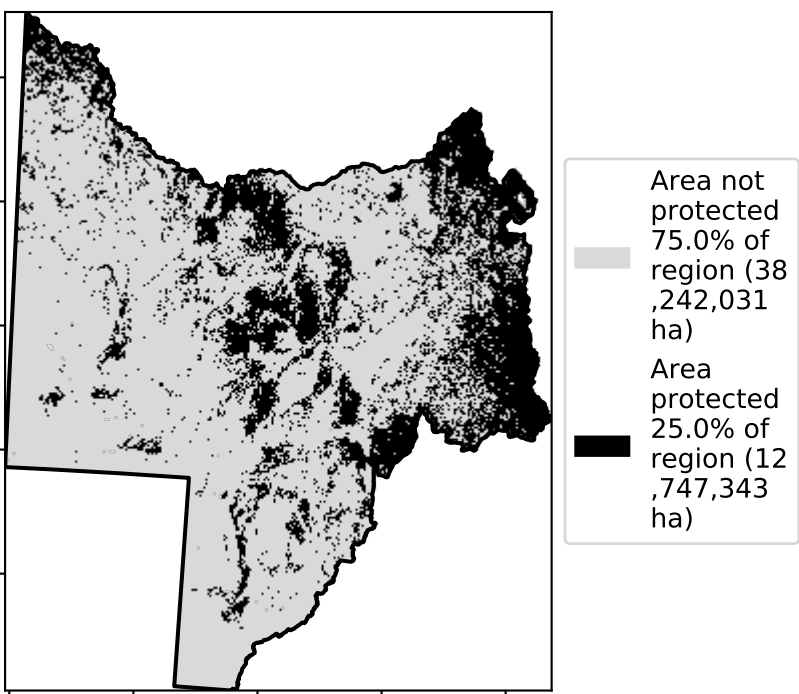 Area not
protected
75.0% of
region (38
,242,031
ha)
Area
protected
25.0% of
region (12
,747,343
ha)